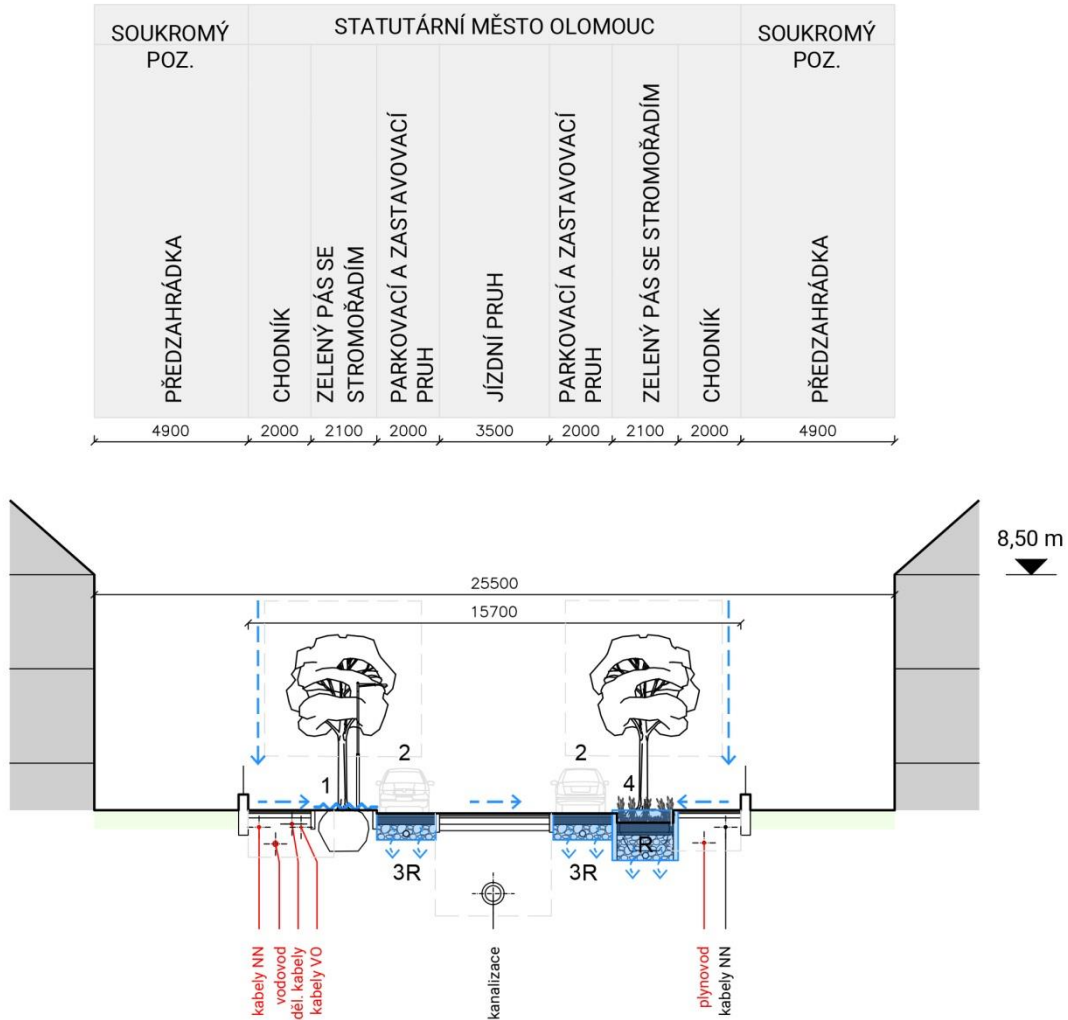 SOUKROMÝ
POZ.
STATUTÁRNÍ MĚSTO OLOMOUC
SOUKROMÝ
POZ.
PŘEDZAHRÁDKA
CHODNÍK
ZELENÝ PÁS SE
STROMOŘADÍM
PARKOVACÍ A ZASTAVOVACÍ
PRUH
JÍZDNÍ PRUH
PARKOVACÍ A ZASTAVOVACÍ
PRUH
ZELENÝ PÁS SE STROMOŘADÍM
CHODNÍK
PŘEDZAHRÁDKA
4900 2000 2100 2000 3500 2000 2100 2000 4900
8,50 m
25500
15700
2 2
1 4
R
3R 3R
kabely NN
vodovod
děl. kabely
kabely VO
kanalizace
plynovod
kabely NN